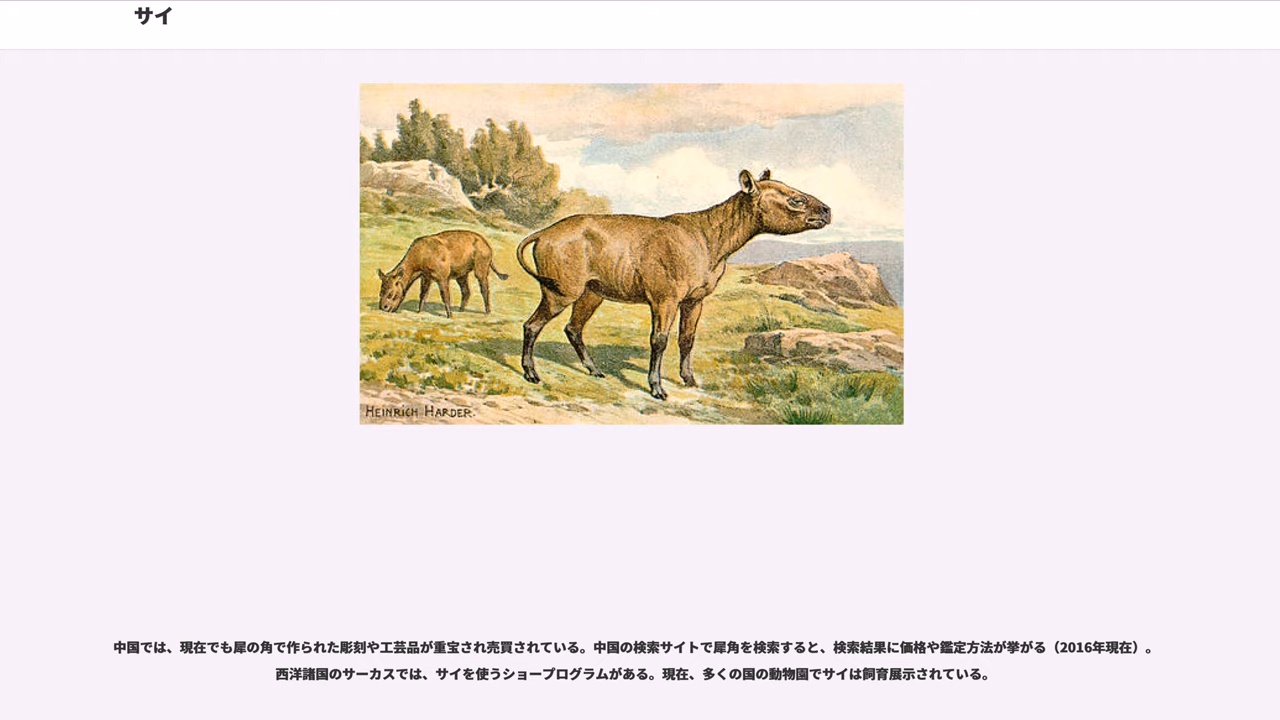 サイ
HEINRICH HARDER.
中国では、現在でも犀の角で作られた彫刻や工芸品が重宝され売買されている。中国の検索サイトで犀角を検索すると、検索結果に価格や鑑定方法が挙がる（2016年現在）。
西洋諸国のサーカスでは、サイを使うショープログラムがある。現在、多くの国の動物園でサイは飼育展示されている。